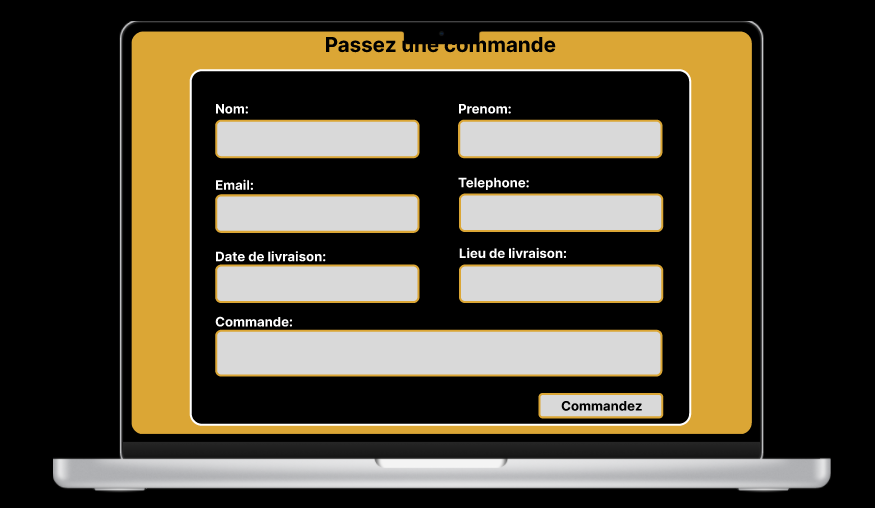 Passez une commande
Nom:
Prenom:
Email:
Telephone:
Date de livraison:
Lieu de livraison:
Commande:
Commandez